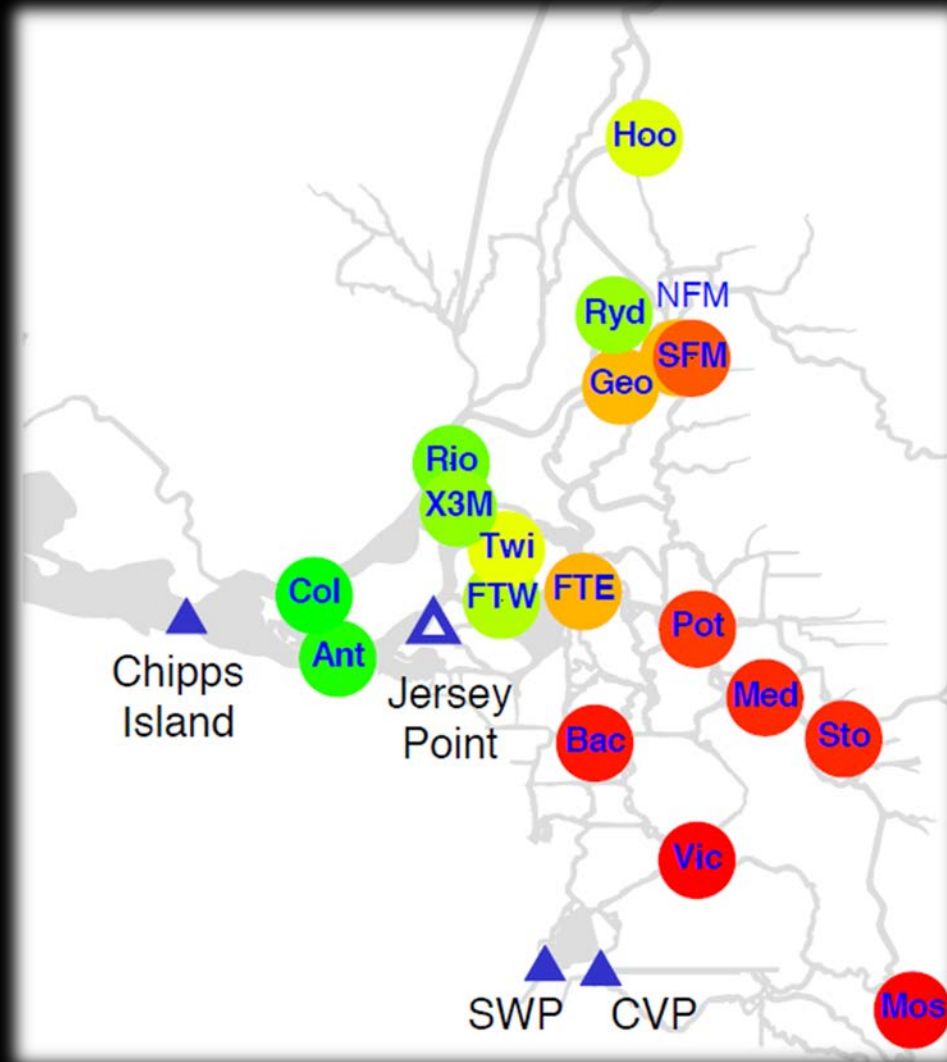 Hoo
NFM
Ryd
SFM
Geo
Rio
X3M
Twi
FTW
FTE
Col
Ant
Chipps
Island
Jersey
Point
Pot
Med
Sto
Bac
Vic
SWP
CVP
Mos